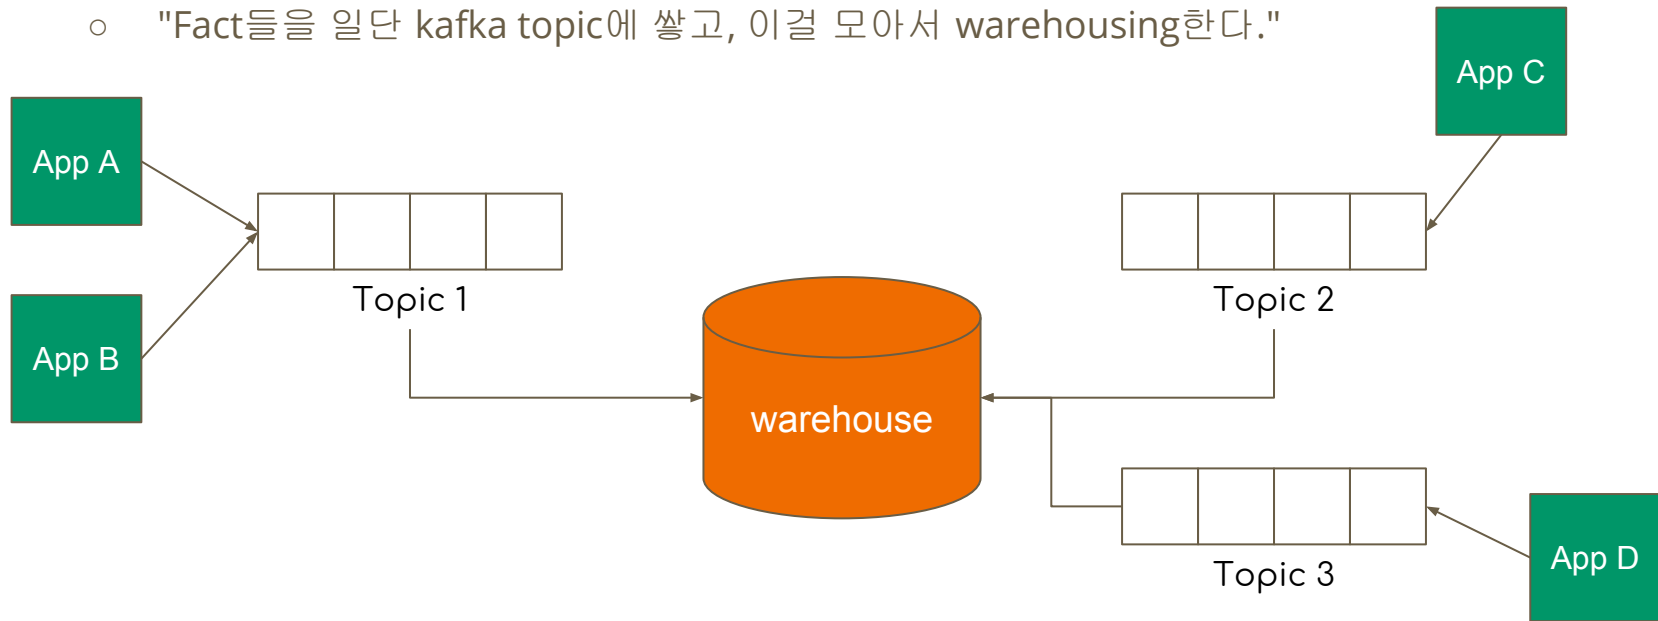 ○ "Fact들을 일단 kafka topic에 쌓고, 이걸 모아서 warehousing한다."
App C
App A
Topic 1
Topic 2
App B
warehouse
App D
Topic 3